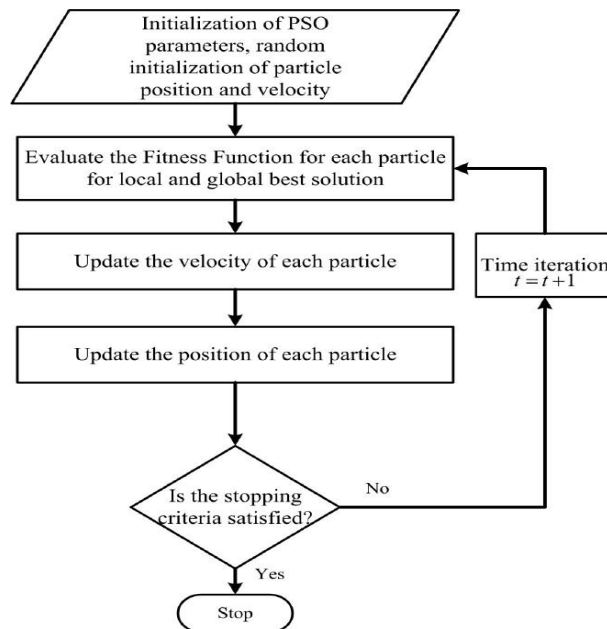 Initialization of PSO
parameters, random
initialization of particle
position and velocity
Evaluate the Fitness Function for each particle
for local and global best solution
Update the velocity of each particle
Time iteration
t = t+1
Update the position of each particle
Is the stopping
criteria satisfied?
No
Yes
Stop